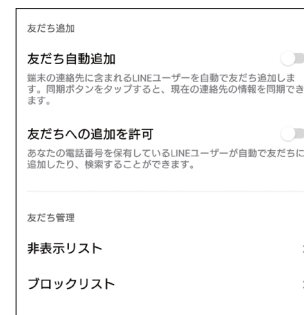 友だち追加
友だち自動追加
端末の連絡先に含まれるLINEユーザーを自動で友だち追加しま
す。同期ボタンをタップすると、現在の連絡先の情報を同期でき
ます。
友だちへの追加を許可
あなたの電話番号を保有しているLINEユーザーが自動で友だちに
追加したり、検索することができます。
友だち管理
非表示リスト
ブロックリスト